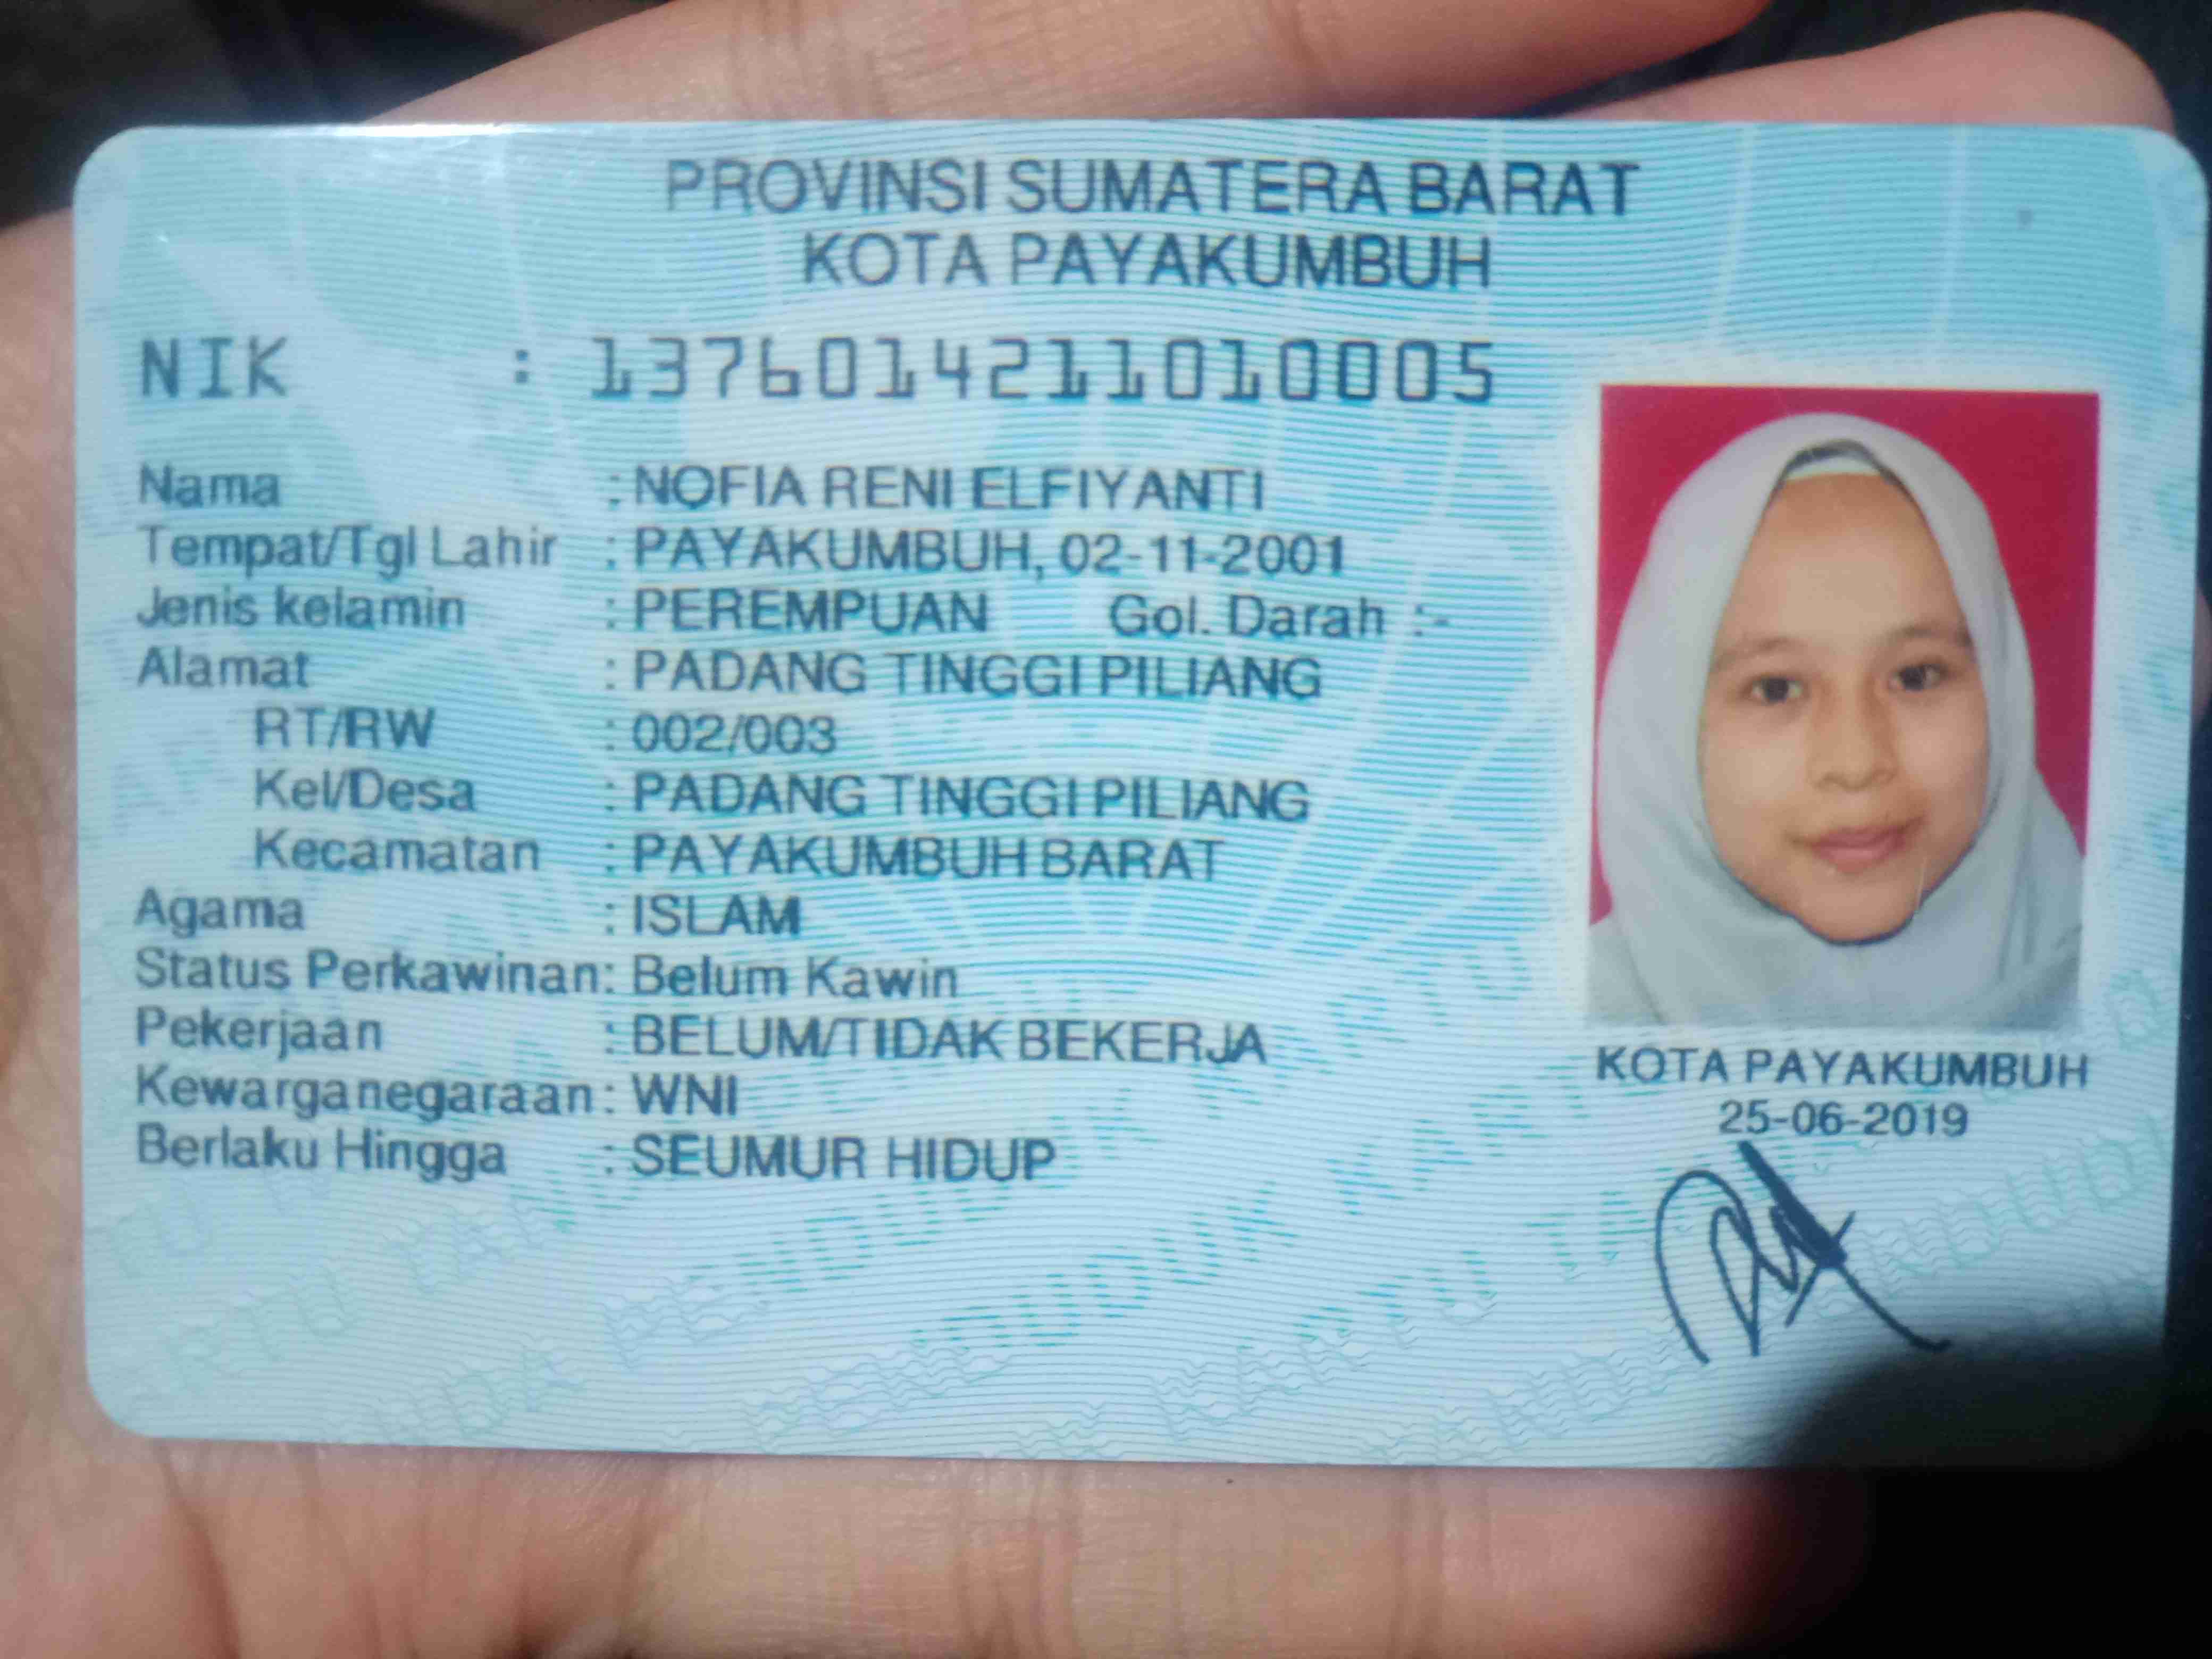 PROVINSI SUMATERA BARAT
KOTA PAYAKUMBUH
NIK : 1376014211010005
Nama : NOFIA RENI ELFIYANTI
Tempat/Tgl Lahir : PAYAKUMBUH, 02-11-2001
Jenis kelamin : PEREMPUAN Gol. Darah :-
Alamat : PADANG TINGGI PILIANG
RT/RW : 002/003
Kel/Desa : PADANG TINGGI PILIANG
Kecamatan : PAYAKUMBUH BARAT
Agama : ISLAM
Status Perkawinan: Belum Kawin
Pekerjaan : BELUM/TIDAK BEKERJA
Kewarganegaraan: WNI
Berlaku Hingga : SEUMUR HIDUP
KOTA PAYAKUMBUH
25-06-2019